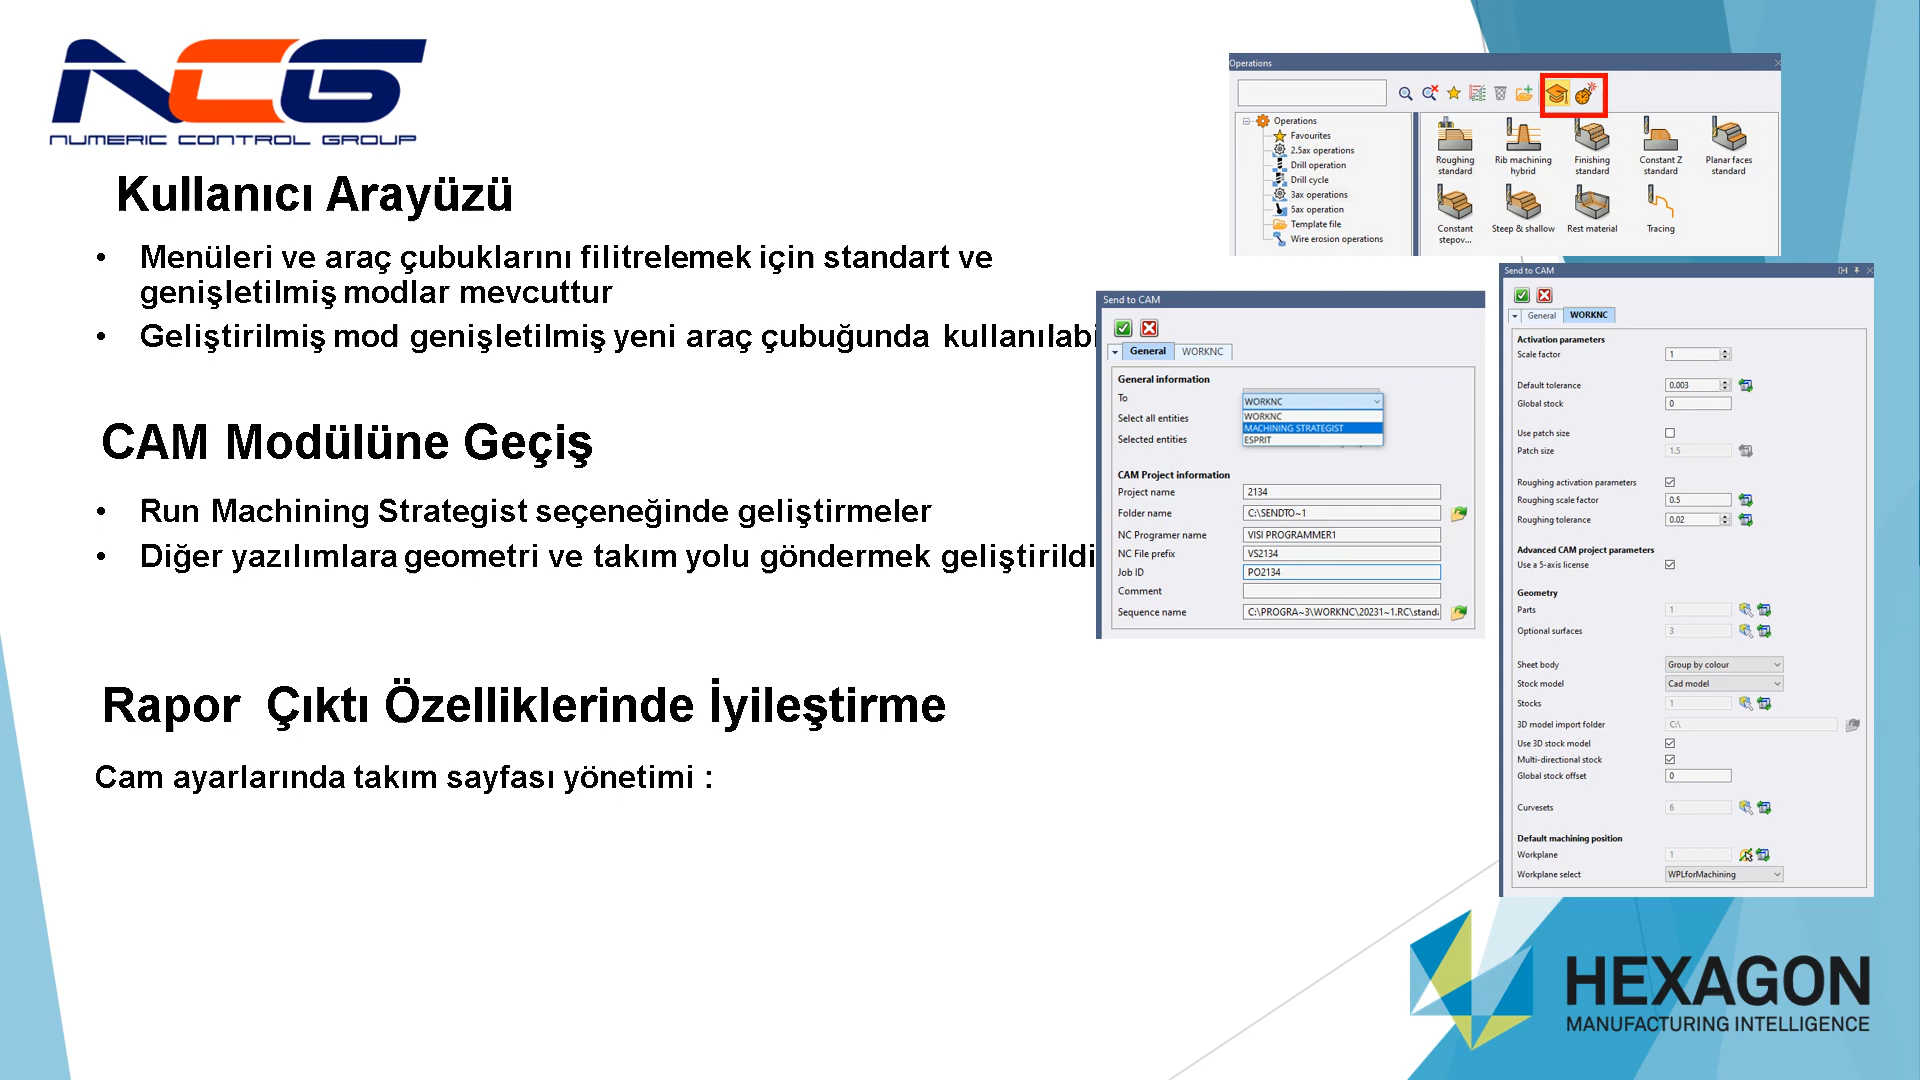 NCG
NUMERIC CONTROL GROUP
Kullanıcı Arayüzü
• Menüleri ve araç çubuklarını filitrelemek için standart ve
genişletilmiş modlar mevcuttur
• Geliştirilmiş mod genişletilmiş yeni araç çubuğunda kullanılabi
CAM Modülüne Geçiş
• Run Machining Strategist seçeneğinde geliştirmeler
• Diğer yazılımlara geometri ve takım yolu göndermek geliştirildi
Rapor Çıktı Özelliklerinde İyileştirme
Cam ayarlarında takım sayfası yönetimi :
Operations
Operations
Favourites
2.5ax operations
Drill operation
Drill cycle
3ax operations
5ax operation
Template file
Wire erosion operations
Roughing standard
Rib machining hybrid
Finishing standard
Constant Z standard
Planar faces standard
Constant stepov...
Steep & shallow
Rest material
Tracing
Send to CAM
General WORKNC
General information
To WORKNC
WORKNC
Select all entities
MACHINING STRATEGIST
Selected entities
ESPRIT
CAM Project information
Project name 2134
Folder name C:\SENDTO~1
NC Programer name VISI PROGRAMMER1
NC File prefix VS2134
Job ID PO2134
Comment
Sequence name C:\PROGRA~3\WORKNC\20231~1.RC\standa
Send to CAM
General WORKNC
Activation parameters
Scale factor 1
Default tolerance 0.003
Global stock 0
Use patch size
Patch size 1.5
Roughing activation parameters
Roughing scale factor 0.5
Roughing tolerance 0.02
Advanced CAM project parameters
Use a 5-axis license
Geometry
Parts 1
Optional surfaces 3
Sheet body Group by colour
Stock model Cad model
Stocks 1
3D model import folder C:\
Use 3D stock model
Multi-directional stock
Global stock offset 0
Curvesets 6
Default machining position
Workplane 1
Workplane select WPLforMachining
HEXAGON
MANUFACTURING INTELLIGENCE